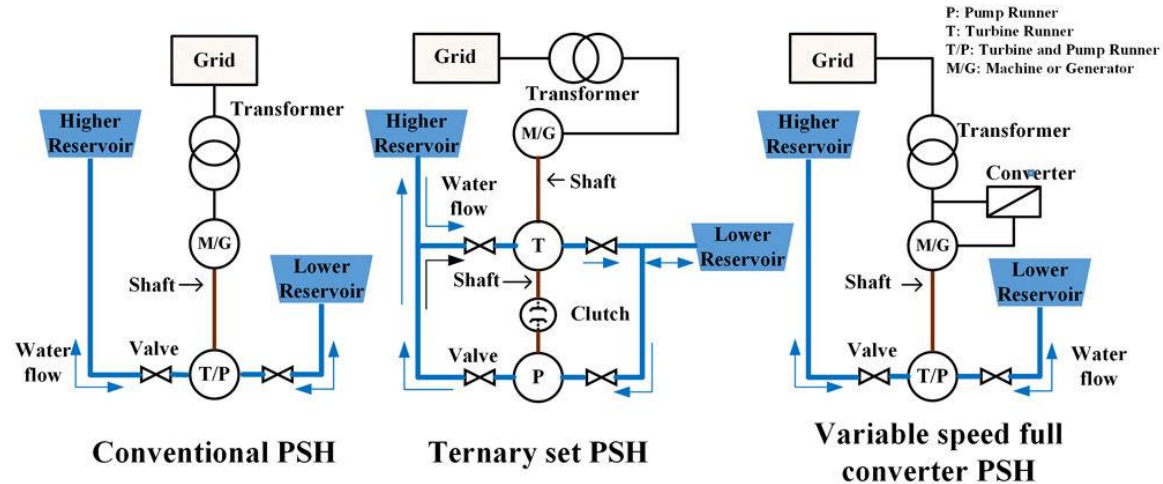 P: Pump Runner
T: Turbine Runner
T/P: Turbine and Pump Runner
M/G: Machine or Generator
Grid
Transformer
Higher
Reservoir
M/G
Shaft
Lower
Reservoir
Water
flow
Valve
T/P
Conventional PSH
Grid
Transformer
Higher
Reservoir
M/G
Shaft
Water
flow
T
Lower
Reservoir
Shaft
Clutch
Valve
P
Ternary set PSH
Grid
Transformer
Higher
Reservoir
Converter
M/G
Shaft
Lower
Reservoir
Valve
Water
flow
T/P
Variable speed full
converter PSH